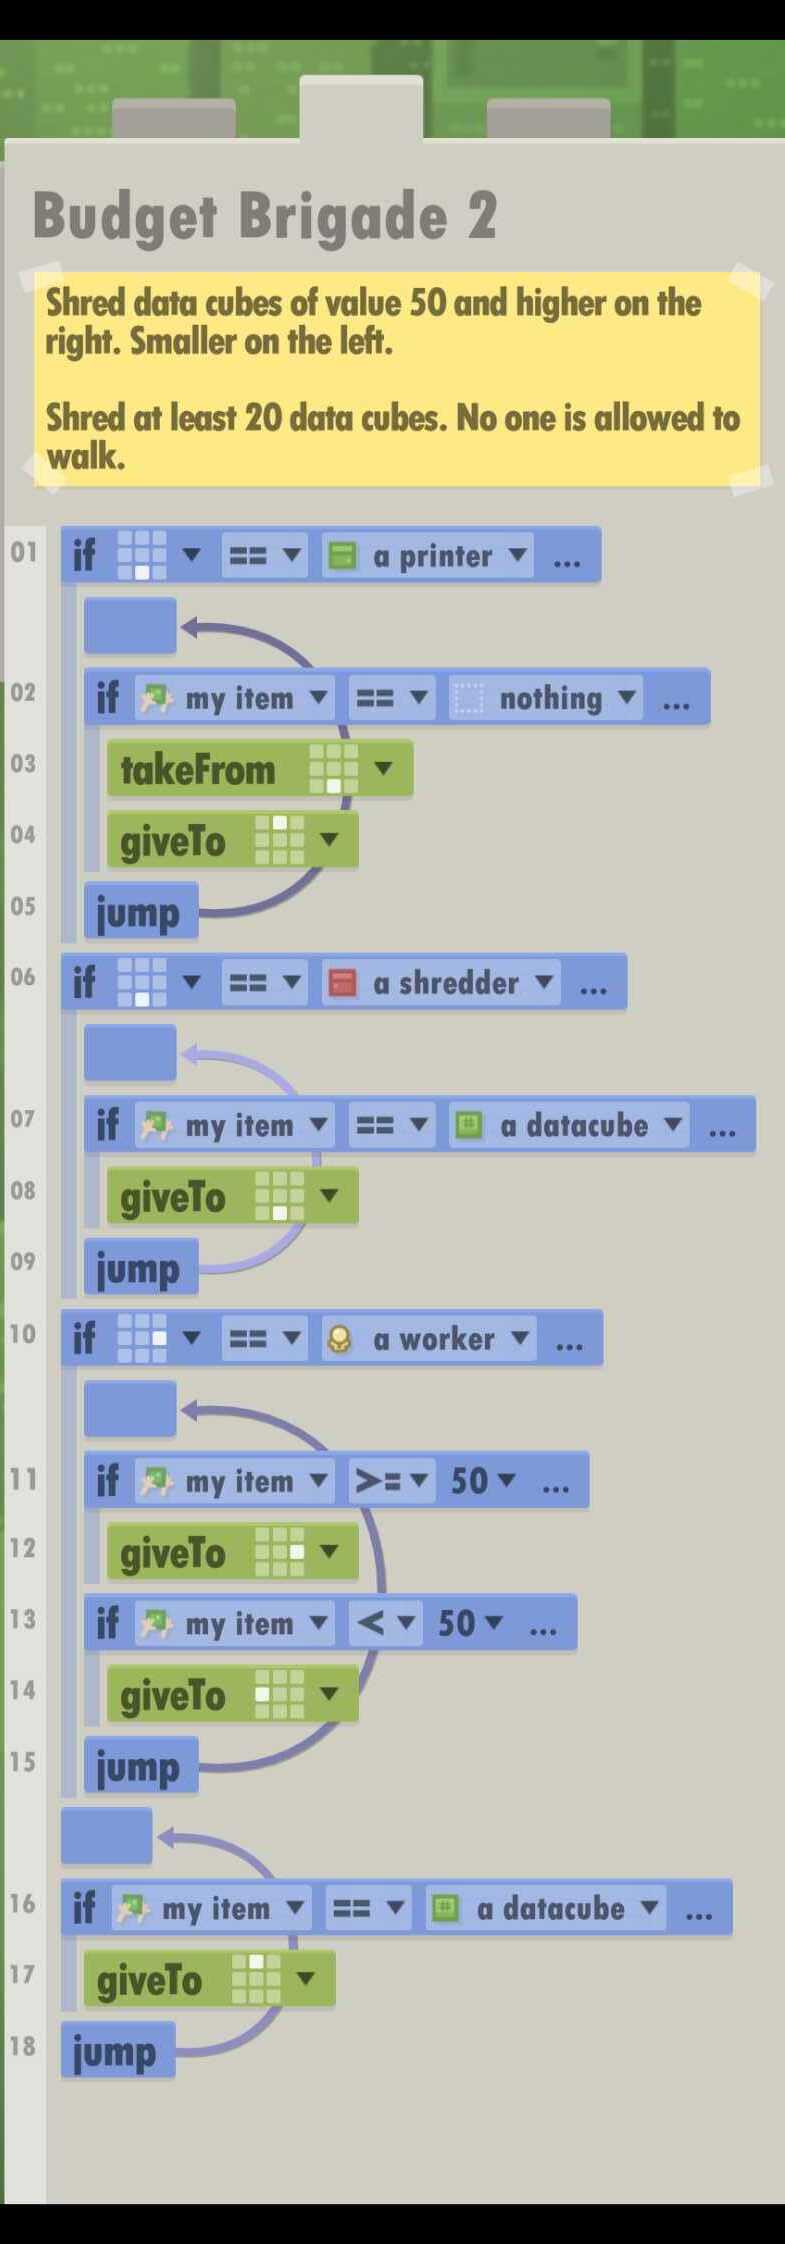 Budget Brigade 2
Shred data cubes of value 50 and higher on the
right. Smaller on the left.
Shred at least 20 data cubes. No one is allowed to
walk.
01 if == a printer ...
02 if my item == nothing ...
03 takeFrom
04 giveTo
05 jump
06 if == a shredder ...
07 if my item == a datacube ...
08 giveTo
09 jump
10 if == a worker ...
11 if my item >= 50 ...
12 giveTo
13 if my item < 50 ...
14 giveTo
15 jump
16 if my item == a datacube ...
17 giveTo
18 jump